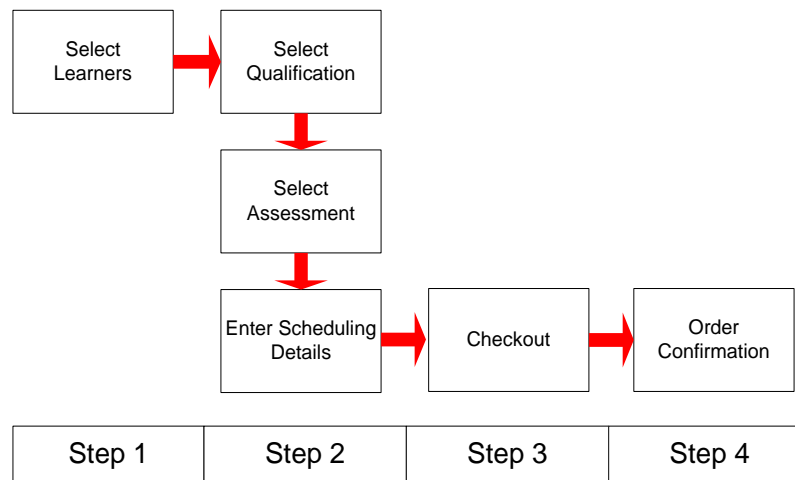 Select
Learners
Select
Qualification
Select
Assessment
Enter Scheduling
Details
Checkout
Order
Confirmation
Step 1
Step 2
Step 3
Step 4